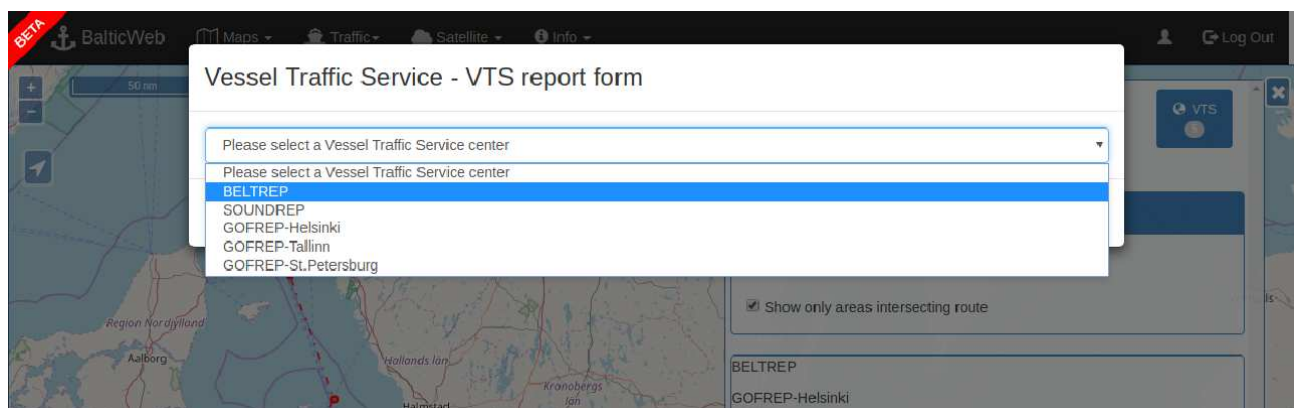 BETA
BalticWeb Maps Traffic Satellite Info Log Out
Vessel Traffic Service - VTS report form
+ 50 nm
-
VTS
5
Please select a Vessel Traffic Service center
Please select a Vessel Traffic Service center
BELTREP
SOUNDREP
GOFREP-Helsinki
GOFREP-Tallinn
GOFREP-St.Petersburg
Show only areas intersecting route
Region Nordjylland
Aalborg
Hallands län
Kronobergs
län
Halmstad
BELTREP
GOFREP-Helsinki